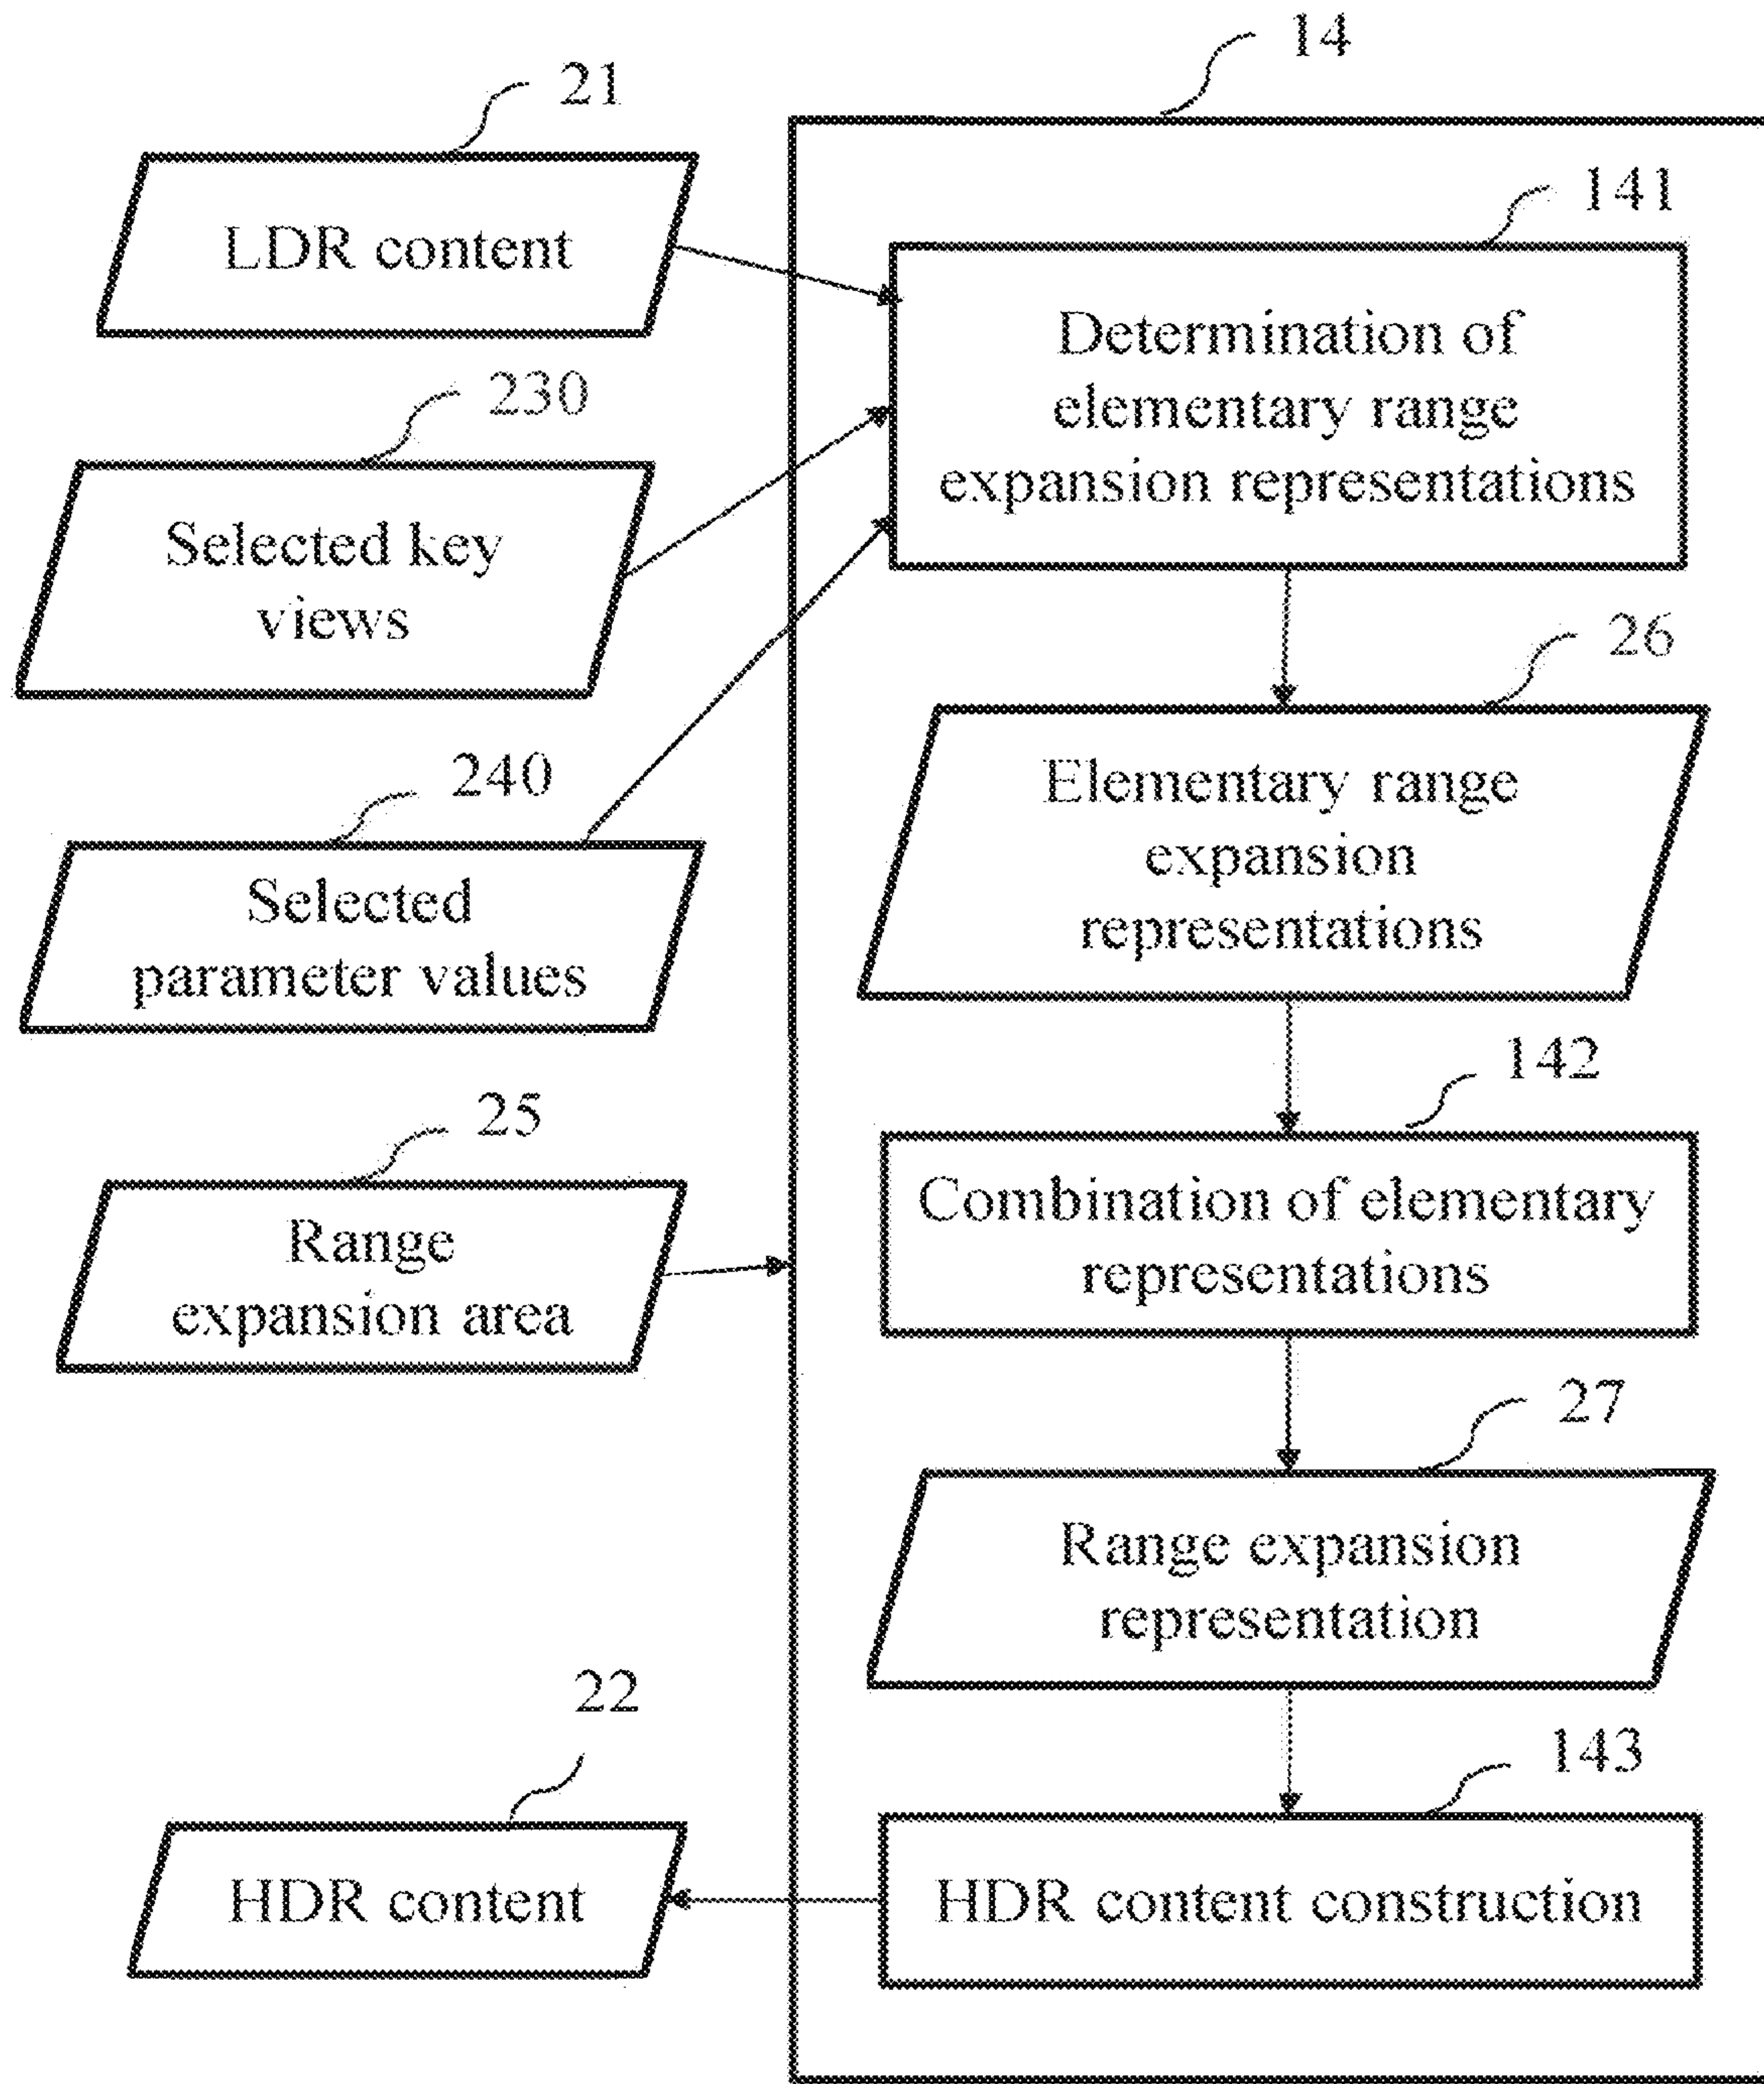 14
21
LDR content
141
Determination of
elementary range
expansion representations
230
Selected key
views
26
Elementary range
expansion
representations
240
Selected
parameter values
142
Combination of elementary
representations
25
Range
expansion area
27
Range expansion
representation
22
HDR content
143
HDR content construction